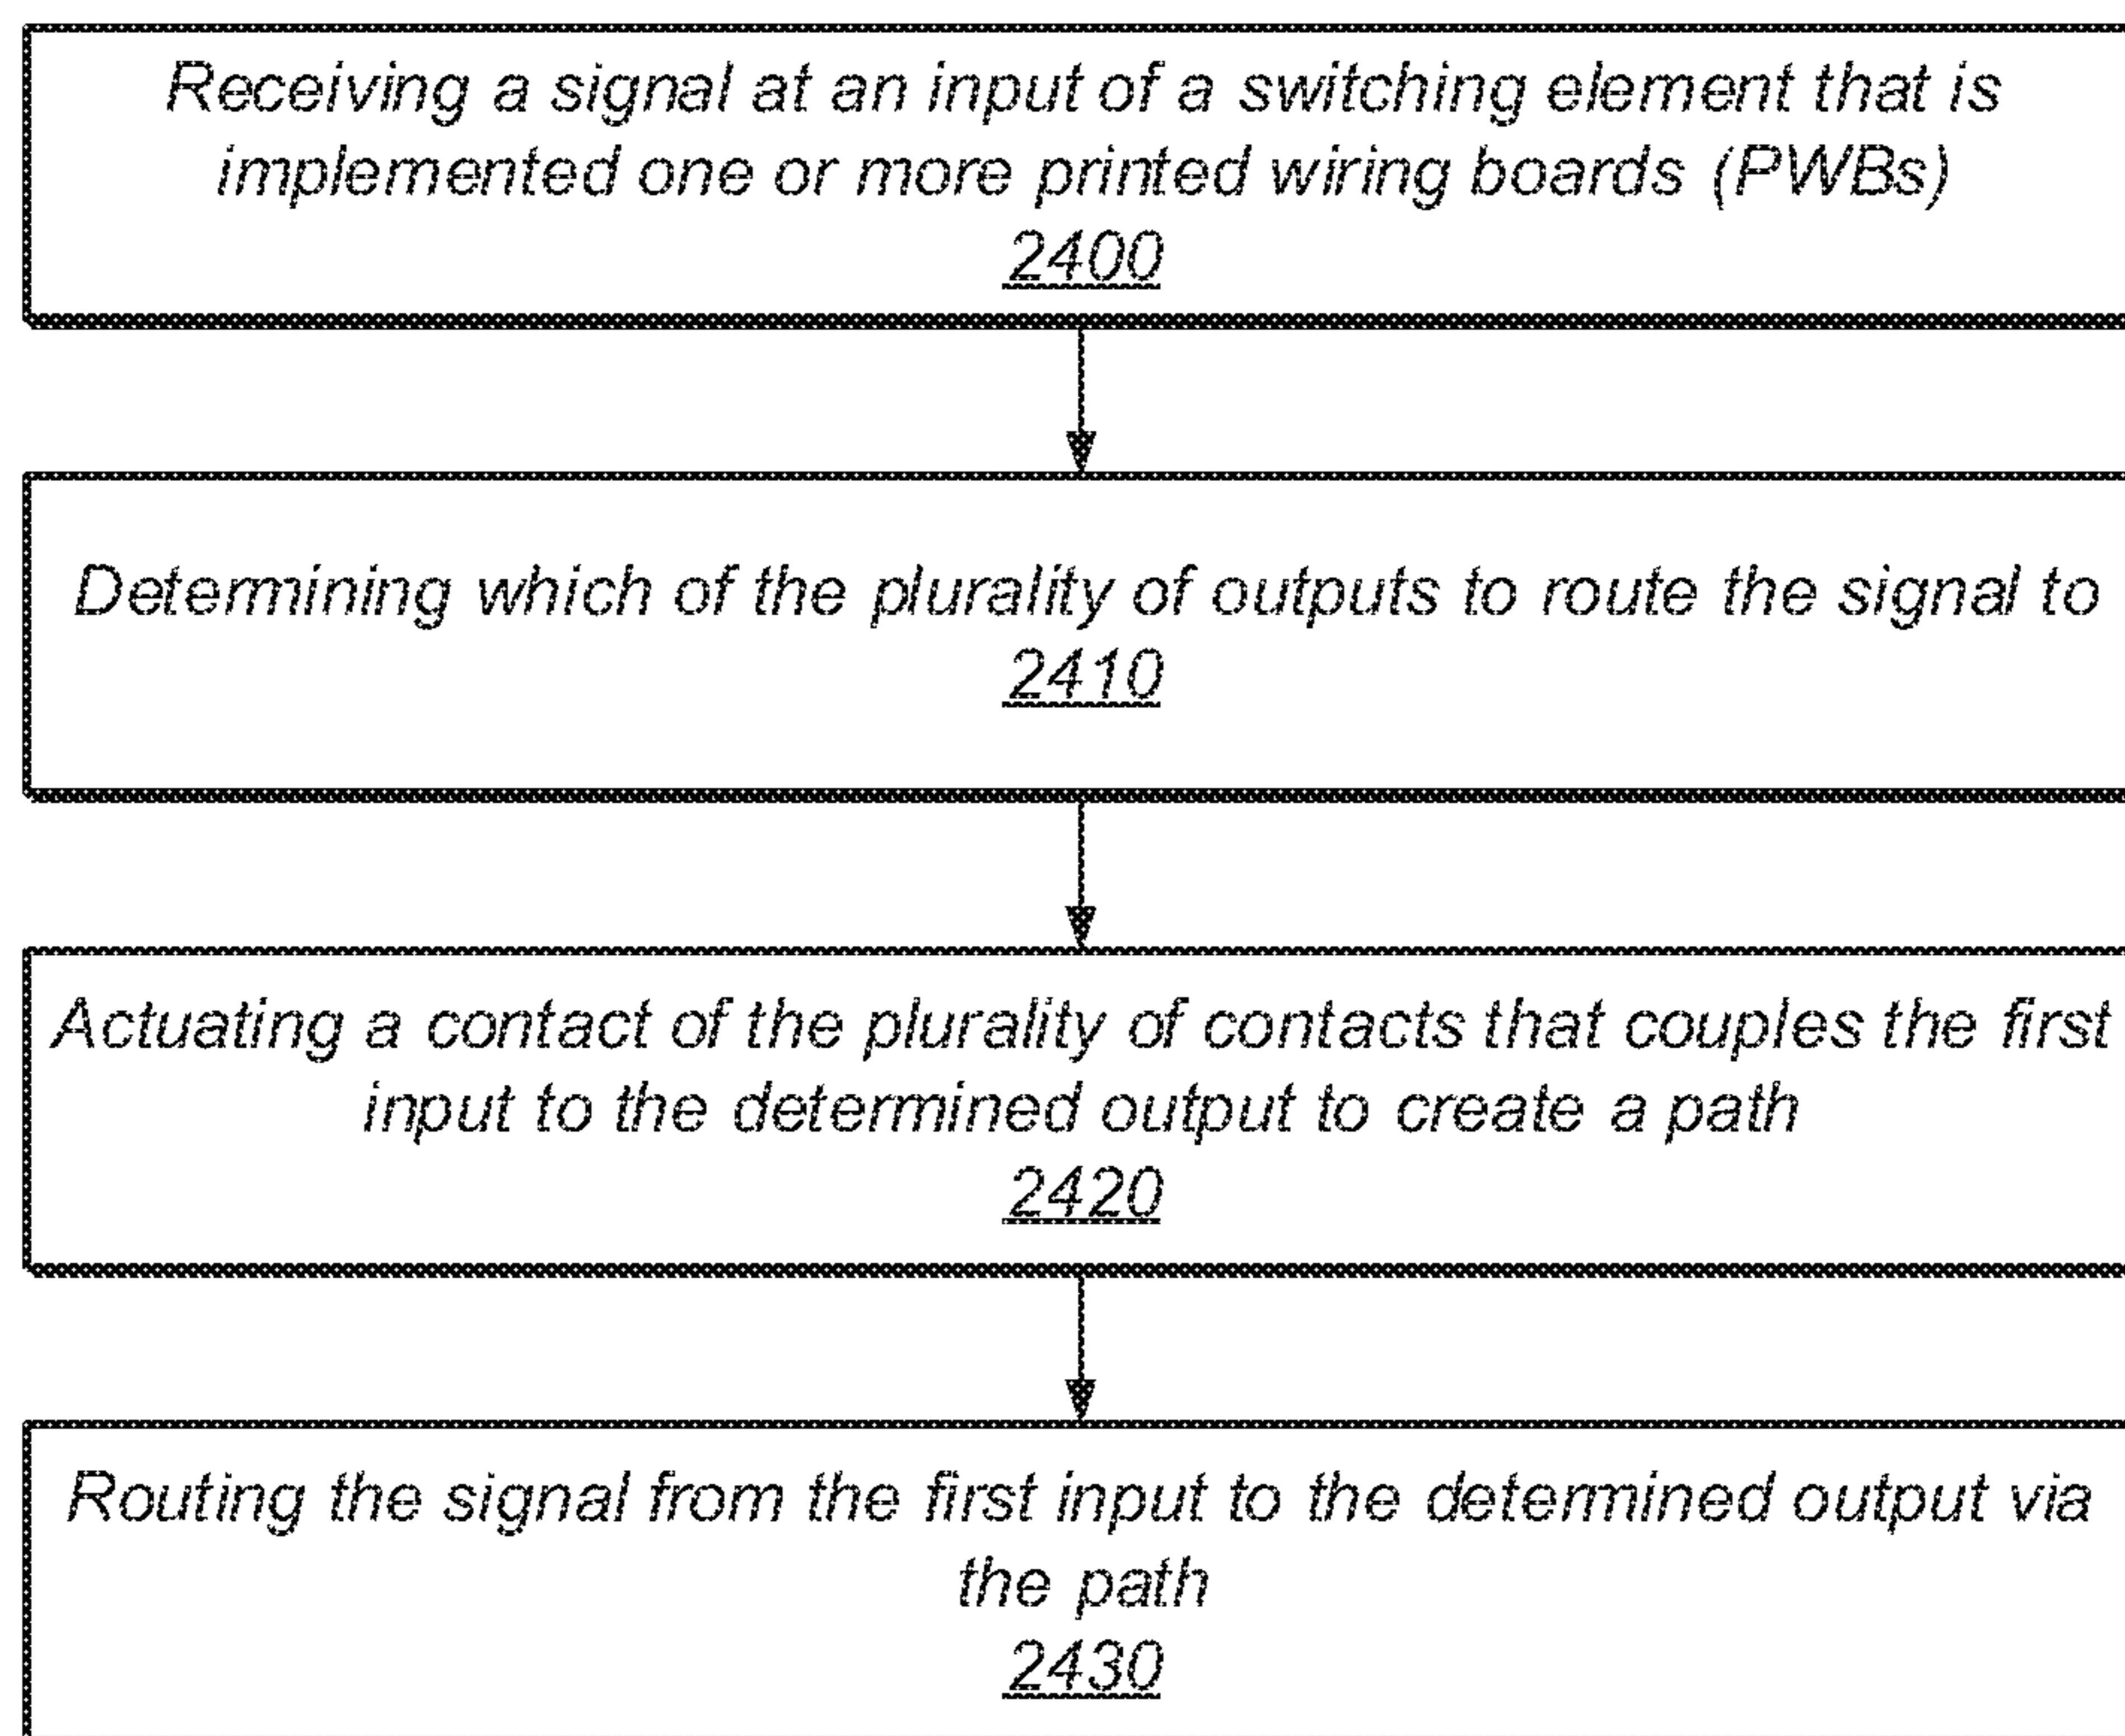 Receiving a signal at an input of a switching element that is
implemented one or more printed wiring boards (PWBs)
2400
Determining which of the plurality of outputs to route the signal to
2410
Actuating a contact of the plurality of contacts that couples the first
input to the determined output to create a path
2420
Routing the signal from the first input to the determined output via
the path
2430